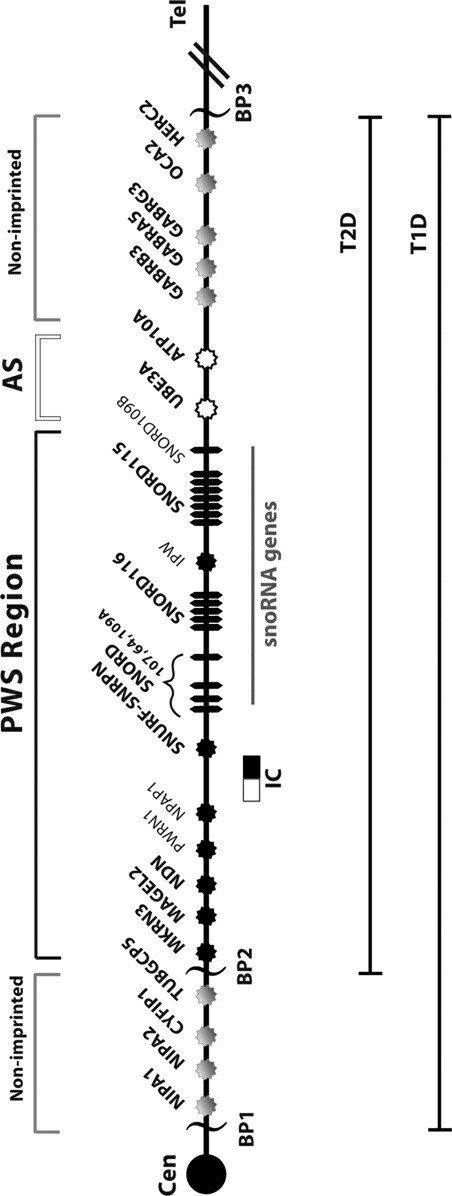 Non-imprinted
PWS Region
AS
Non-imprinted
Cen
NIPA1
NIPA2
CYFIP1
TUBGCP5
MKRN3
MAGEL2
NDN
PWRN1
NPAP1
SNURF-SNRPN
SNORD
107,64,109A
SNORD116
IPW
SNORD115
SNORD109B
UBE3A
ATP10A
GABRB3
GABRA5
GABRG3
OCA2
HERC2
Tel
BP1
BP2
BP3
IC
snoRNA genes
T2D
T1D